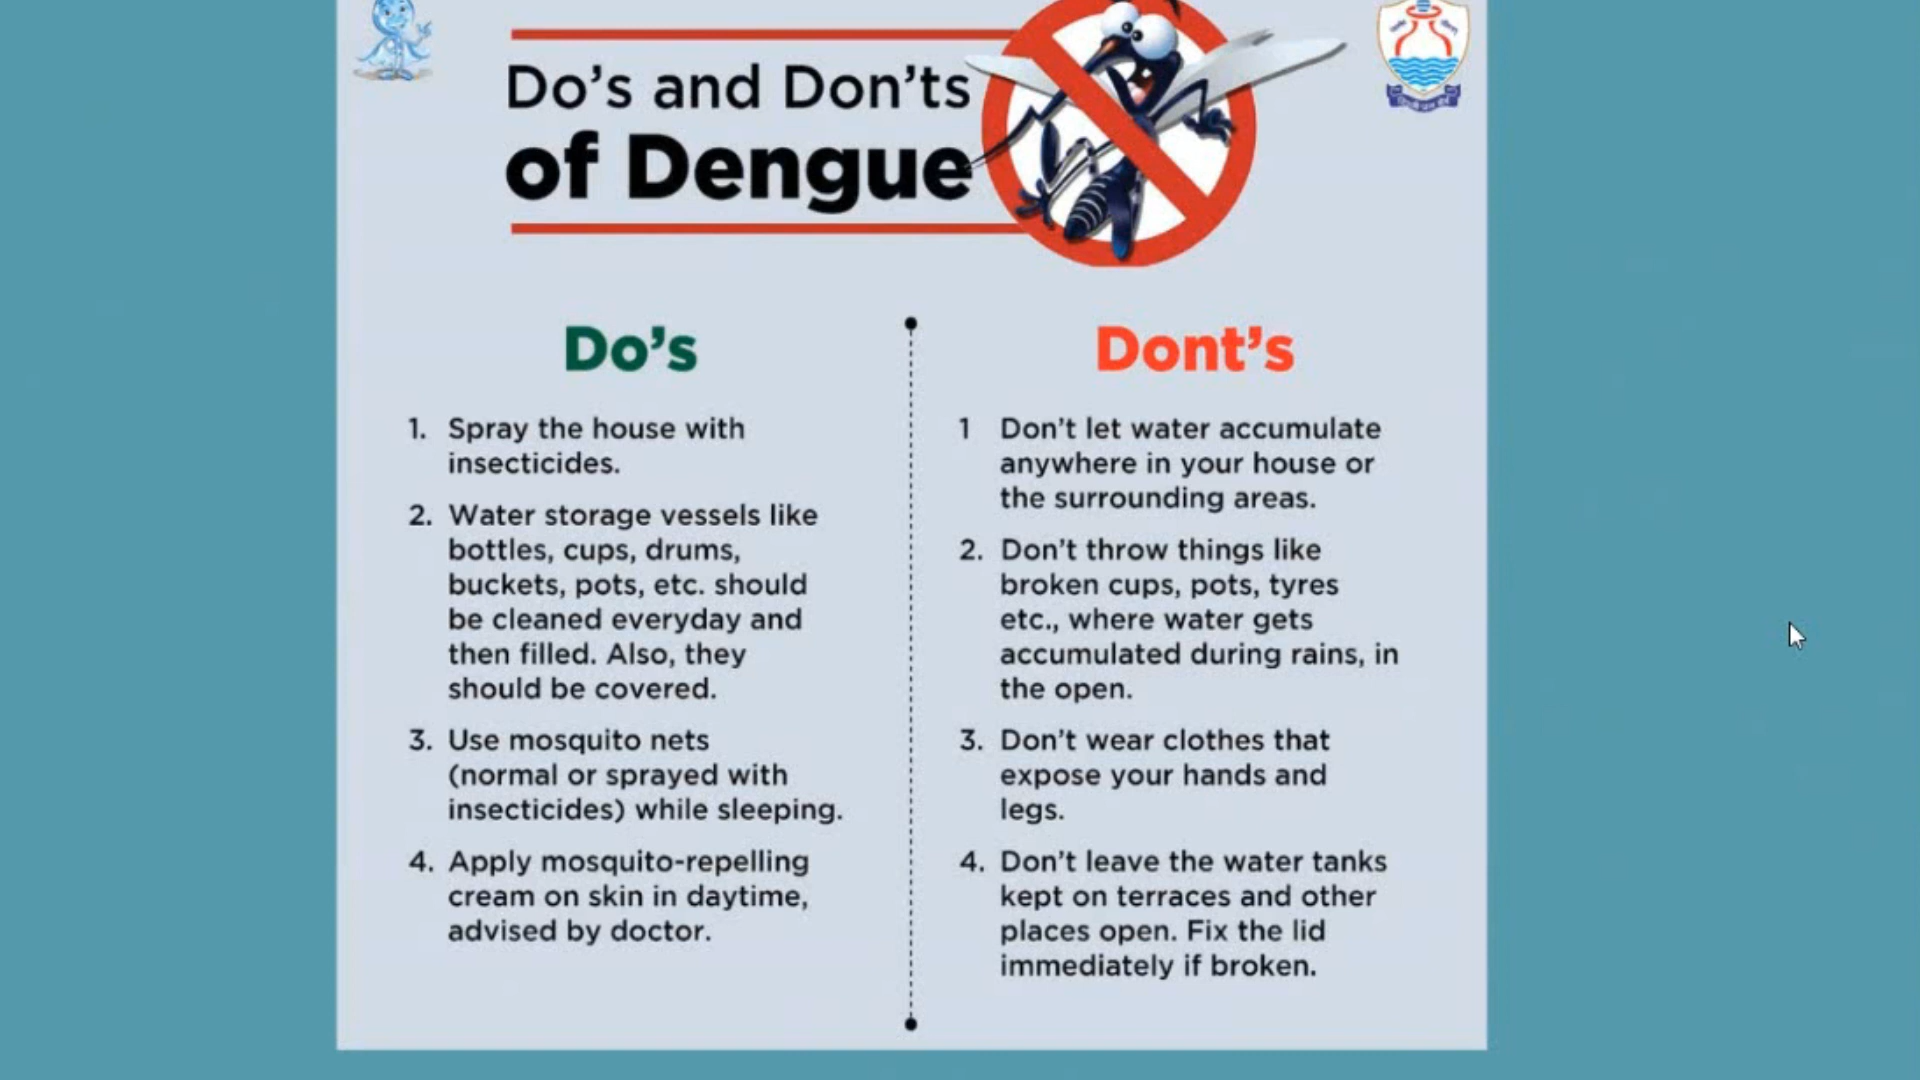 Do's and Don'ts
of Dengue
Do's
1. Spray the house with
insecticides.
2. Water storage vessels like
bottles, cups, drums,
buckets, pots, etc. should
be cleaned everyday and
then filled. Also, they
should be covered.
3. Use mosquito nets
(normal or sprayed with
insecticides) while sleeping.
4. Apply mosquito-repelling
cream on skin in daytime,
advised by doctor.
Dont's
1 Don't let water accumulate
anywhere in your house or
the surrounding areas.
2. Don't throw things like
broken cups, pots, tyres
etc., where water gets
accumulated during rains, in
the open.
3. Don't wear clothes that
expose your hands and
legs.
4. Don't leave the water tanks
kept on terraces and other
places open. Fix the lid
immediately if broken.